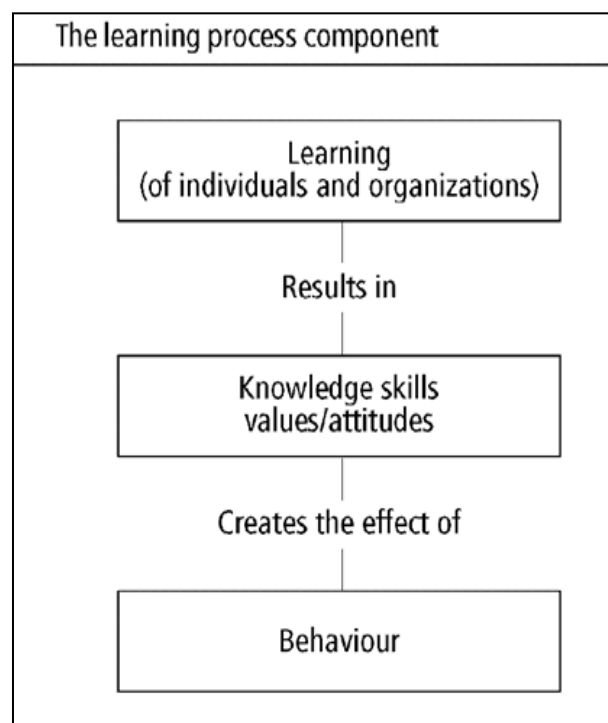 The learning process component
Learning
(of individuals and organizations)
Results in
Knowledge skills
values/attitudes
Creates the effect of
Behaviour